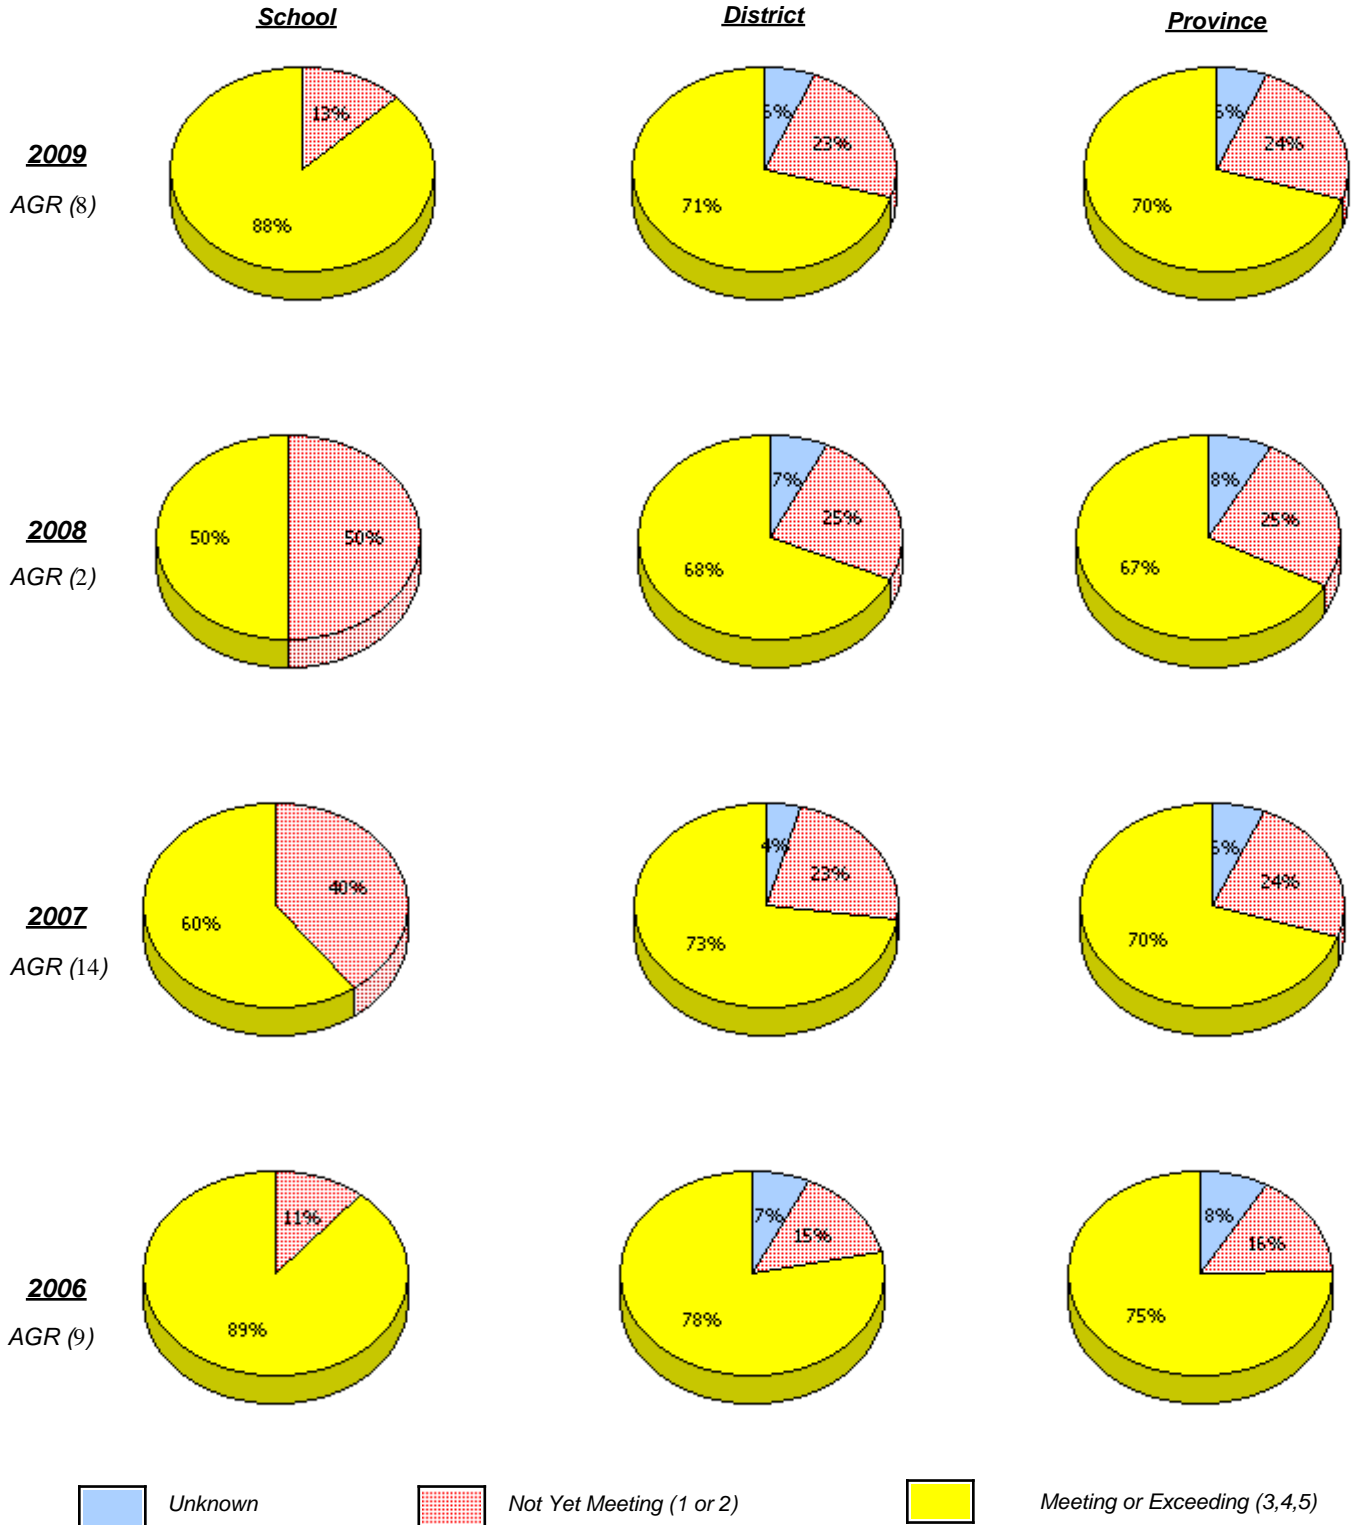 School District Province
13% 6% 23% 6% 24%
2009
AGR (8)
88% 71% 70%
50% 50% 7% 25% 68% 8% 25% 67%
2008
AGR (2)
40% 60% 4% 23% 73% 6% 24% 70%
2007
AGR (14)
11% 89% 7% 15% 78% 8% 16% 75%
2006
AGR (9)
Unknown Not Yet Meeting (1 or 2) Meeting or Exceeding (3,4,5)